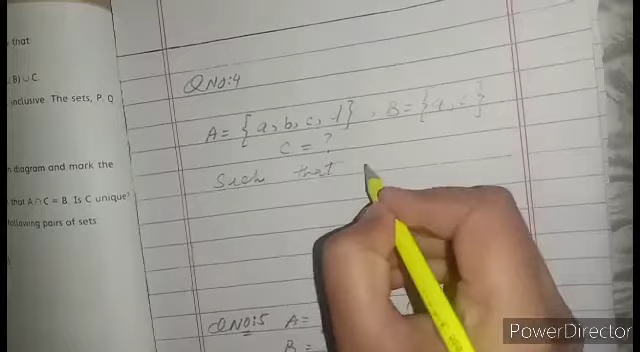 that
B) ∪ C
inclusive The sets, P. Q
diagram and mark the
that A ∩ C = B. Is C unique?
following pairs of sets
Q No:4
A = { a, b, c, d } , B = { a, c }
C = ?
Such that
Q No:5 A =
B =
PowerDirector